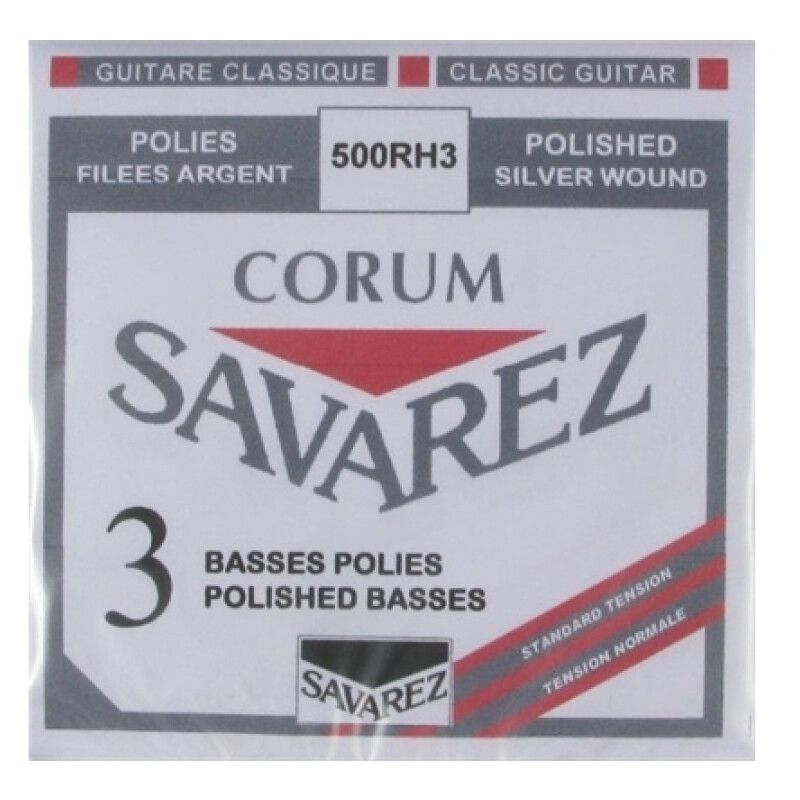 GUITARE CLASSIQUE
CLASSIC GUITAR
POLIES
FILEES ARGENT
500RH3
POLISHED
SILVER WOUND
CORUM
SAVAREZ
3
BASSES POLIES
POLISHED BASSES
STANDARD TENSION
TENSION NORMALE
SAVAREZ